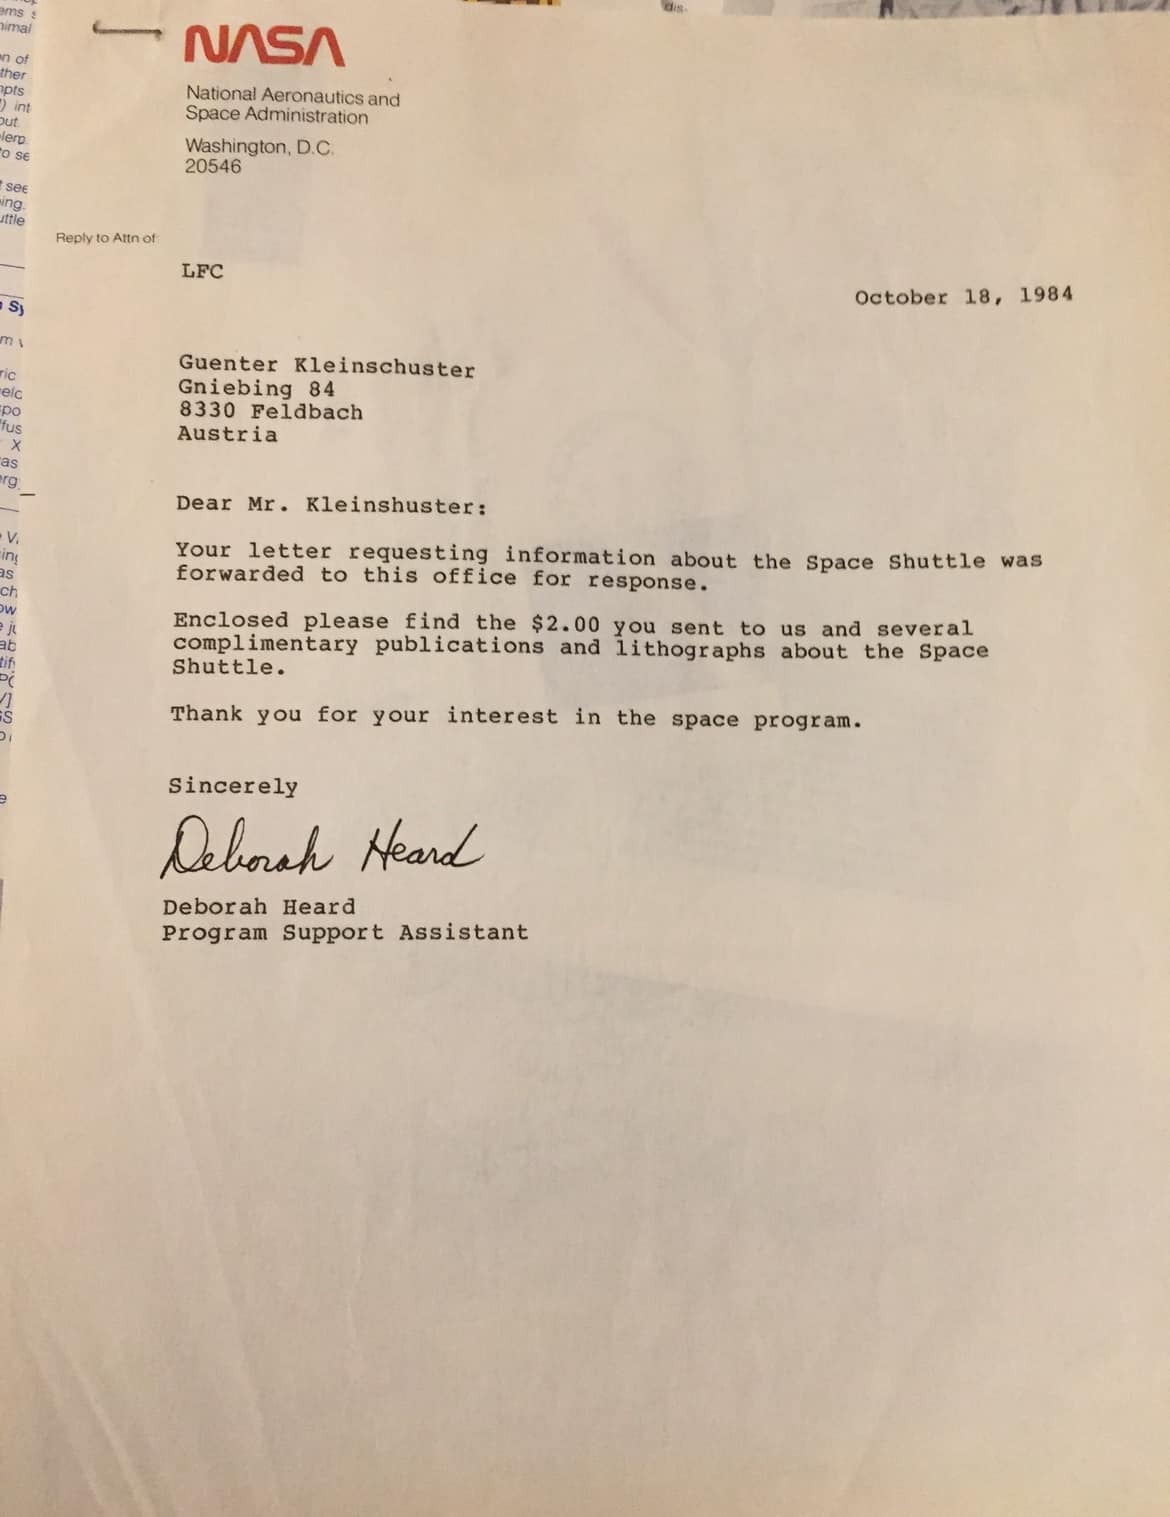 NASA
National Aeronautics and
Space Administration
Washington, D.C.
20546
Reply to Attn of:
LFC
October 18, 1984
Guenter Kleinschuster
Gniebing 84
8330 Feldbach
Austria
Dear Mr. Kleinshuster:
Your letter requesting information about the Space Shuttle was
forwarded to this office for response.
Enclosed please find the $2.00 you sent to us and several
complimentary publications and lithographs about the Space
Shuttle.
Thank you for your interest in the space program.
Sincerely
Deborah Heard
Deborah Heard
Program Support Assistant